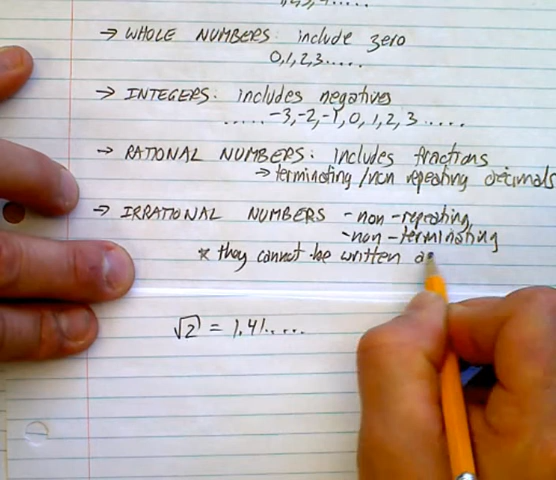 → WHOLE NUMBERS: include zero
0,1,2,3.....
→ INTEGERS: includes negatives
.....-3,-2,-1,0,1,2,3.....
→ RATIONAL NUMBERS: includes fractions
→ terminating/non repeating decimals
→ IRRATIONAL NUMBERS -non-repeating
-non-terminating
* they cannot be written a
√2 = 1.41.....